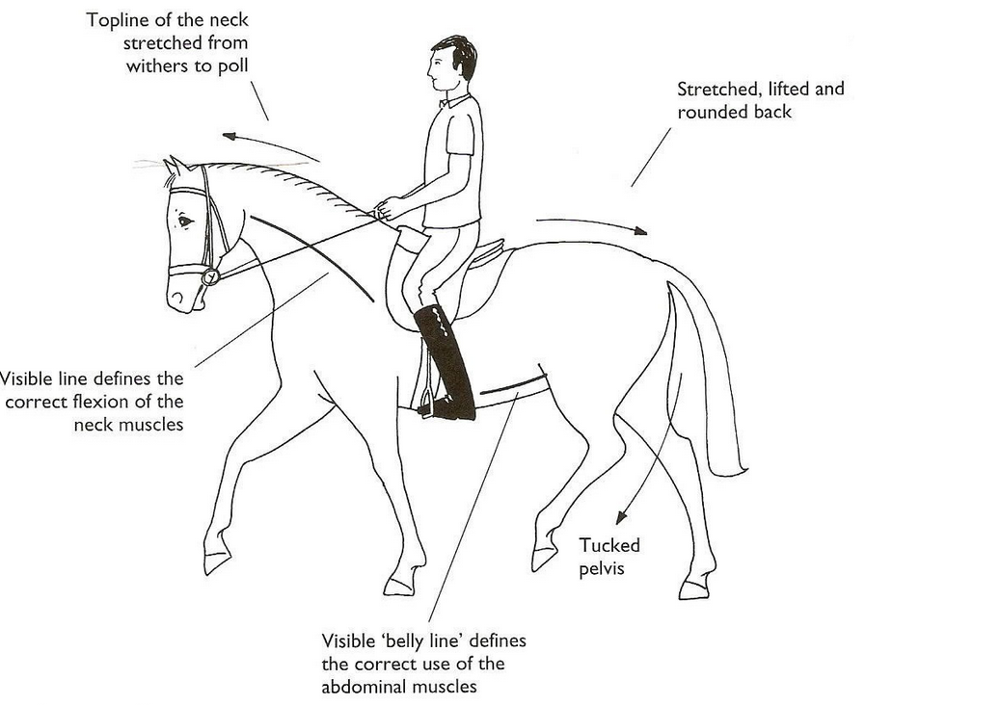 Topline of the neck
stretched from
withers to poll
Stretched, lifted and
rounded back
Visible line defines the
correct flexion of the
neck muscles
Tucked
pelvis
Visible ‘belly line’ defines
the correct use of the
abdominal muscles